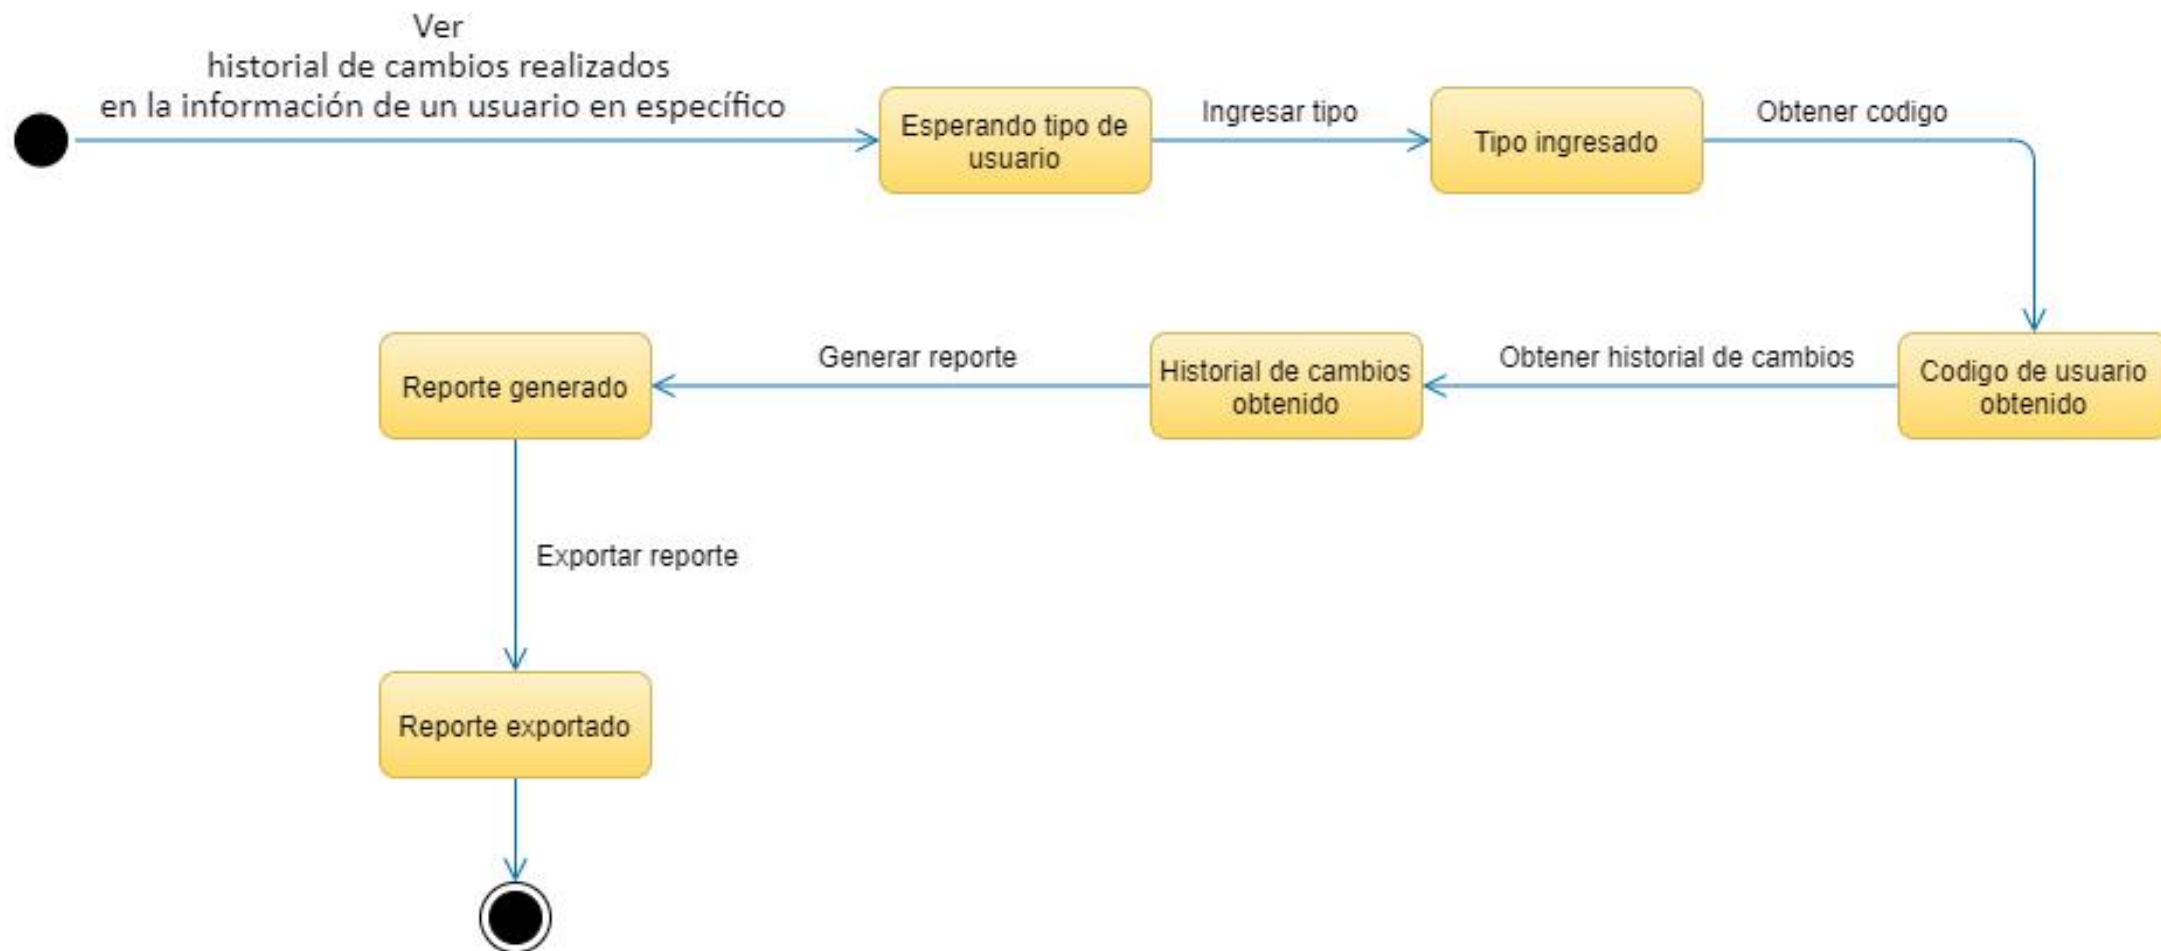 Ver
historial de cambios realizados
en la información de un usuario en específico
Esperando tipo de
usuario
Ingresar tipo
Tipo ingresado
Obtener codigo
Codigo de usuario
obtenido
Obtener historial de cambios
Historial de cambios
obtenido
Generar reporte
Reporte generado
Exportar reporte
Reporte exportado